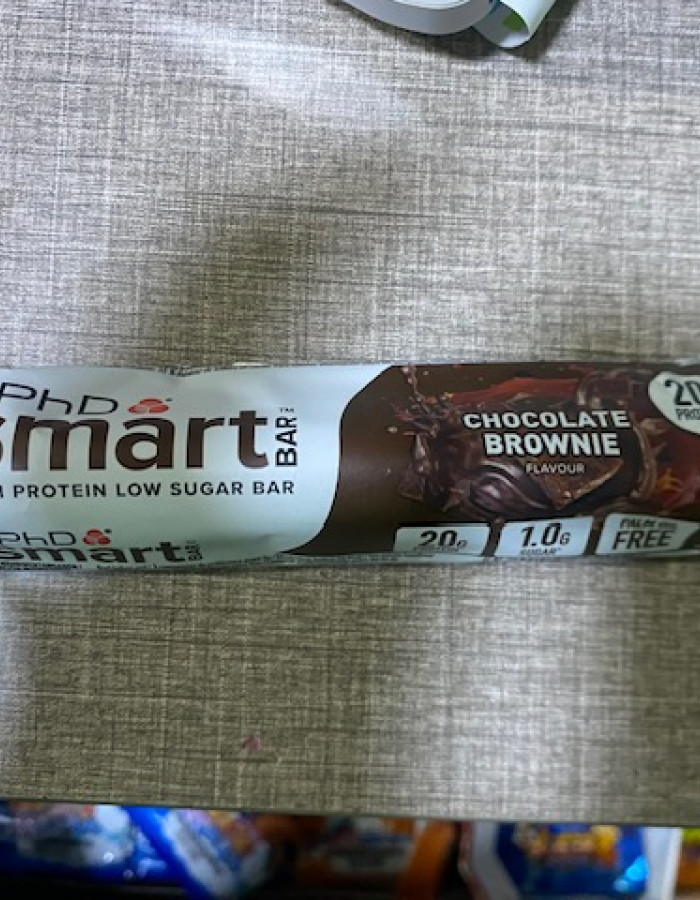 PhD
smart
BAR™
PROTEIN LOW SUGAR BAR
PhD
smart
BAR
CHOCOLATE
BROWNIE
FLAVOUR
20
20G
1.0G
SUGAR*
PALM
FREE